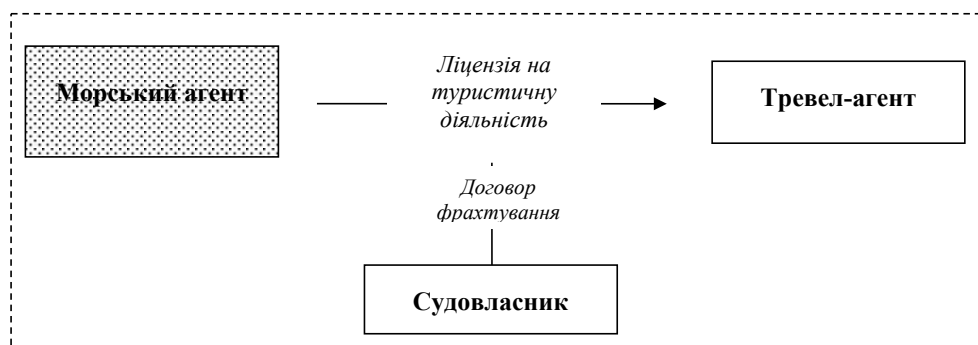 Морський агент
Ліцензія на
туристичну
діяльність
Тревел-агент
Договор
фрахтування
Судовласник